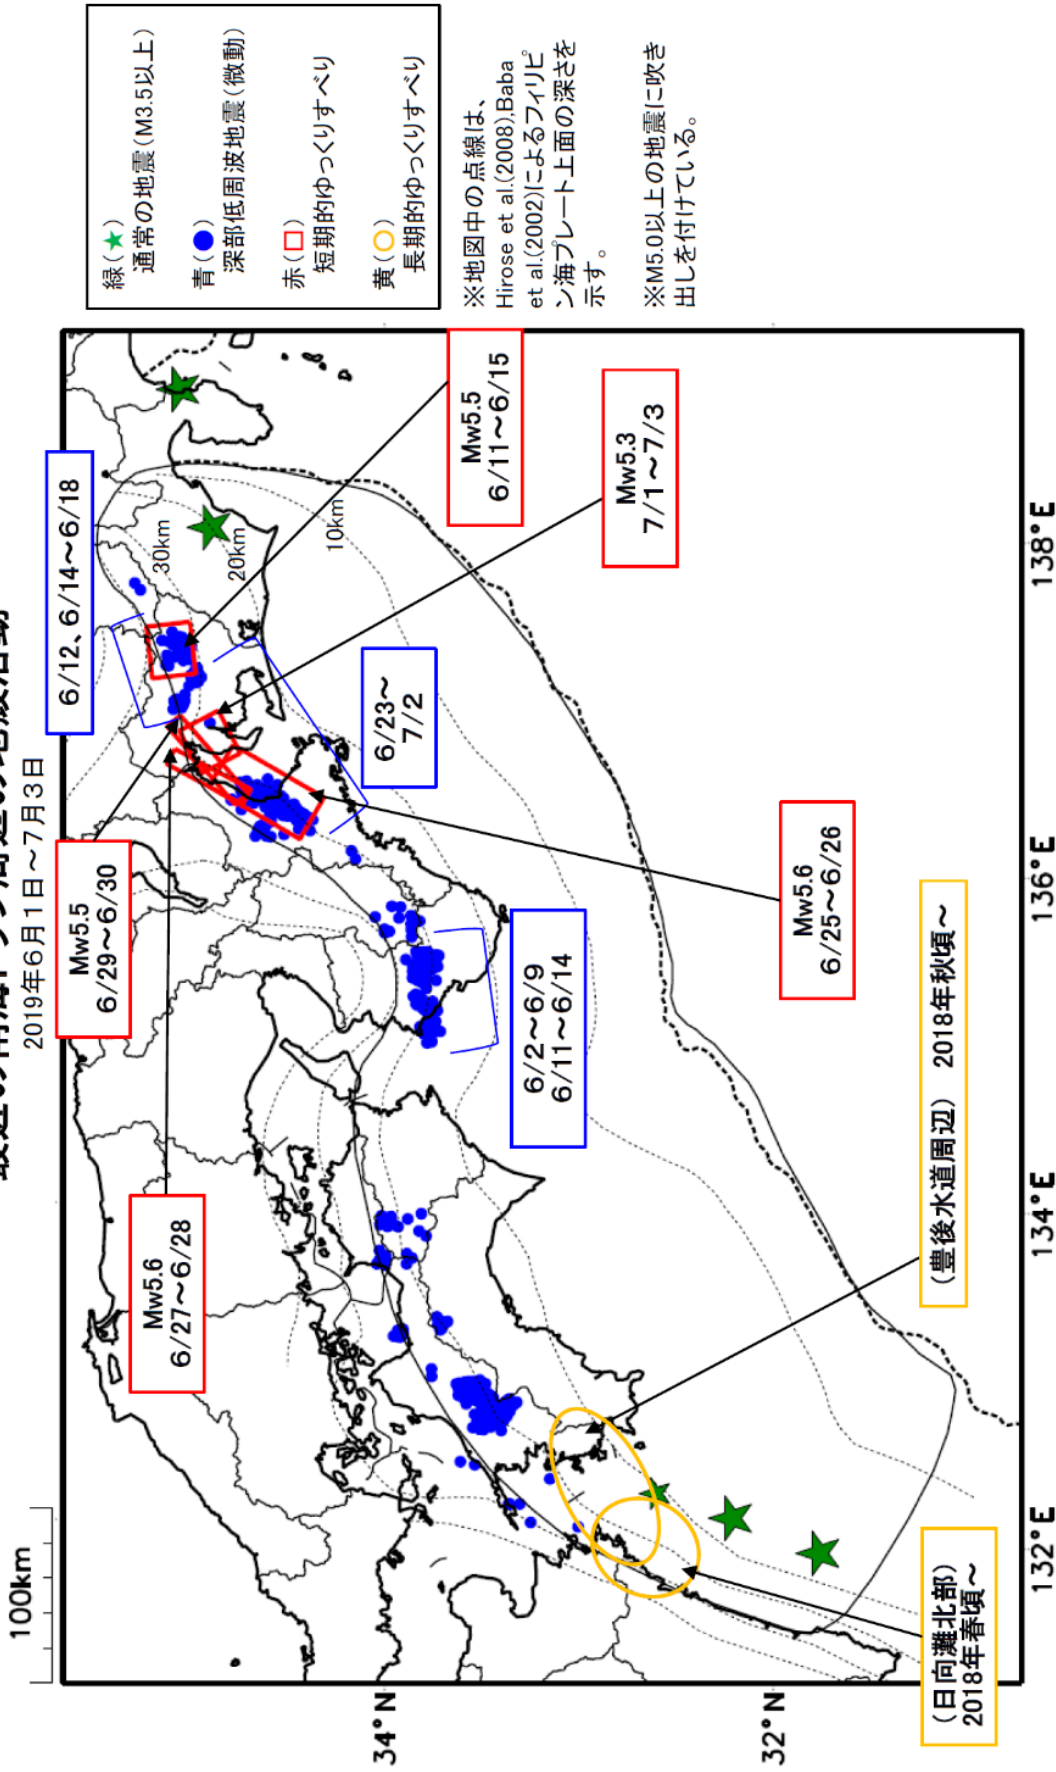 2019年6月1日～7月3日
100km
6/12、6/14～6/18
Mw5.5
6/29～6/30
Mw5.6
6/27～6/28
30km
20km
10km
Mw5.5
6/11～6/15
Mw5.3
7/1～7/3
6/23～
7/2
Mw5.6
6/25～6/26
6/2～6/9
6/11～6/14
（豊後水道周辺） 2018年秋頃～
（日向灘北部）
2018年春頃～
34°N
32°N
132°E
134°E
136°E
138°E
緑(★)
通常の地震(M3.5以上)
青(●)
深部低周波地震(微動)
赤(□)
短期的ゆっくりすべり
黄(○)
長期的ゆっくりすべり
※地図中の点線は、
Hirose et al.(2008),Baba
et al.(2002)によるフィリピ
ン海プレート上面の深さを
示す。
※M5.0以上の地震に吹き
出しを付けている。